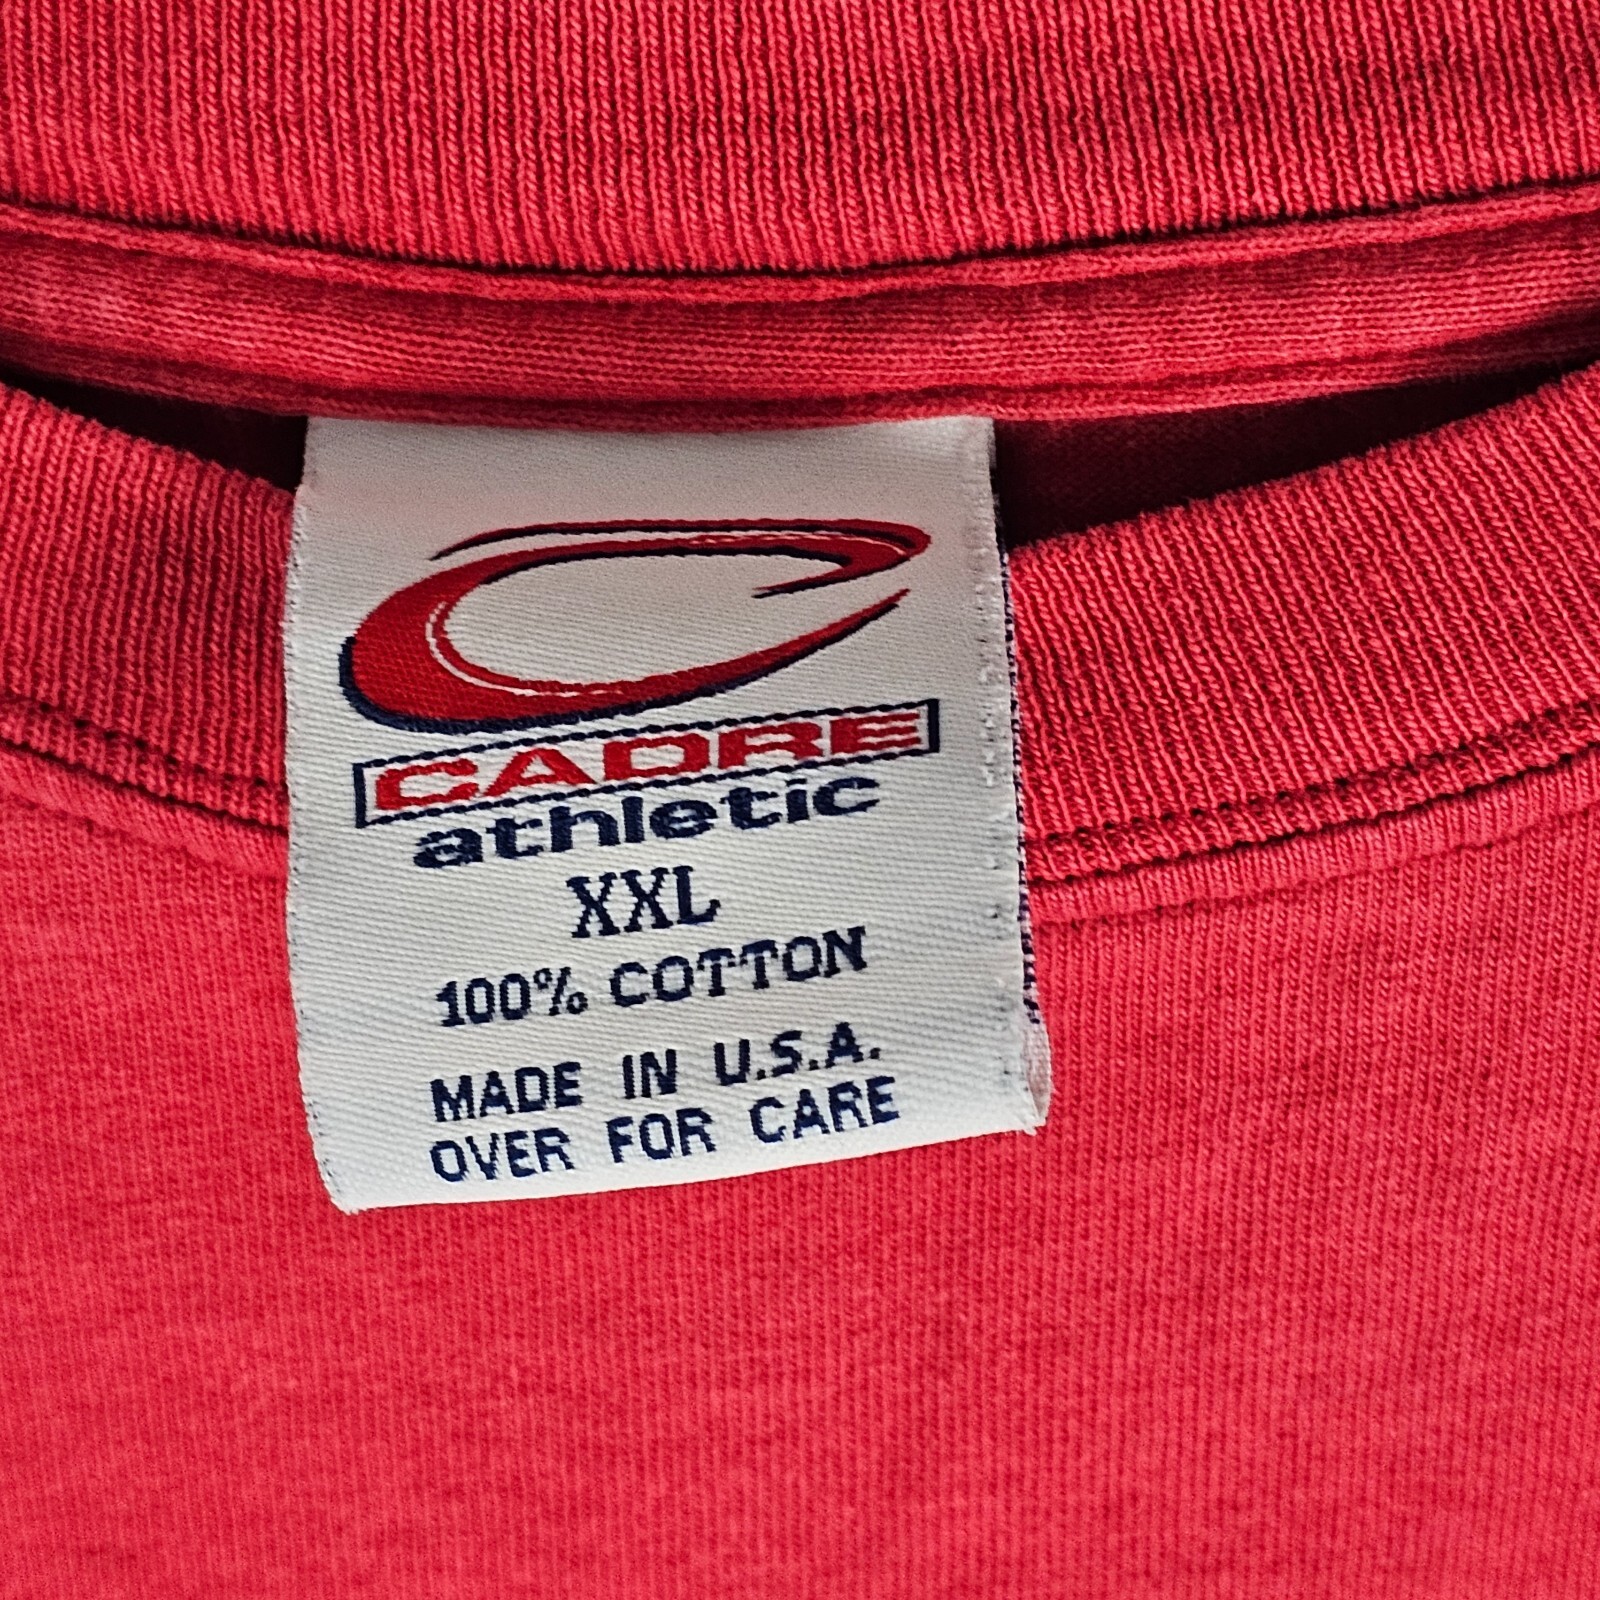 CADRE
athletic
XXL
100% COTTON
MADE IN U.S.A.
OVER FOR CARE